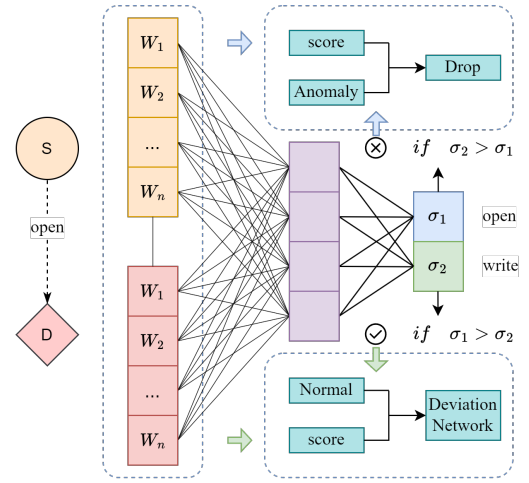 S
open
D
W₁
W₂
...
Wₙ
W₁
W₂
...
Wₙ
score
Anomaly
Drop
if σ₂ > σ₁
σ₁
open
σ₂
write
if σ₁ > σ₂
Normal
score
Deviation
Network